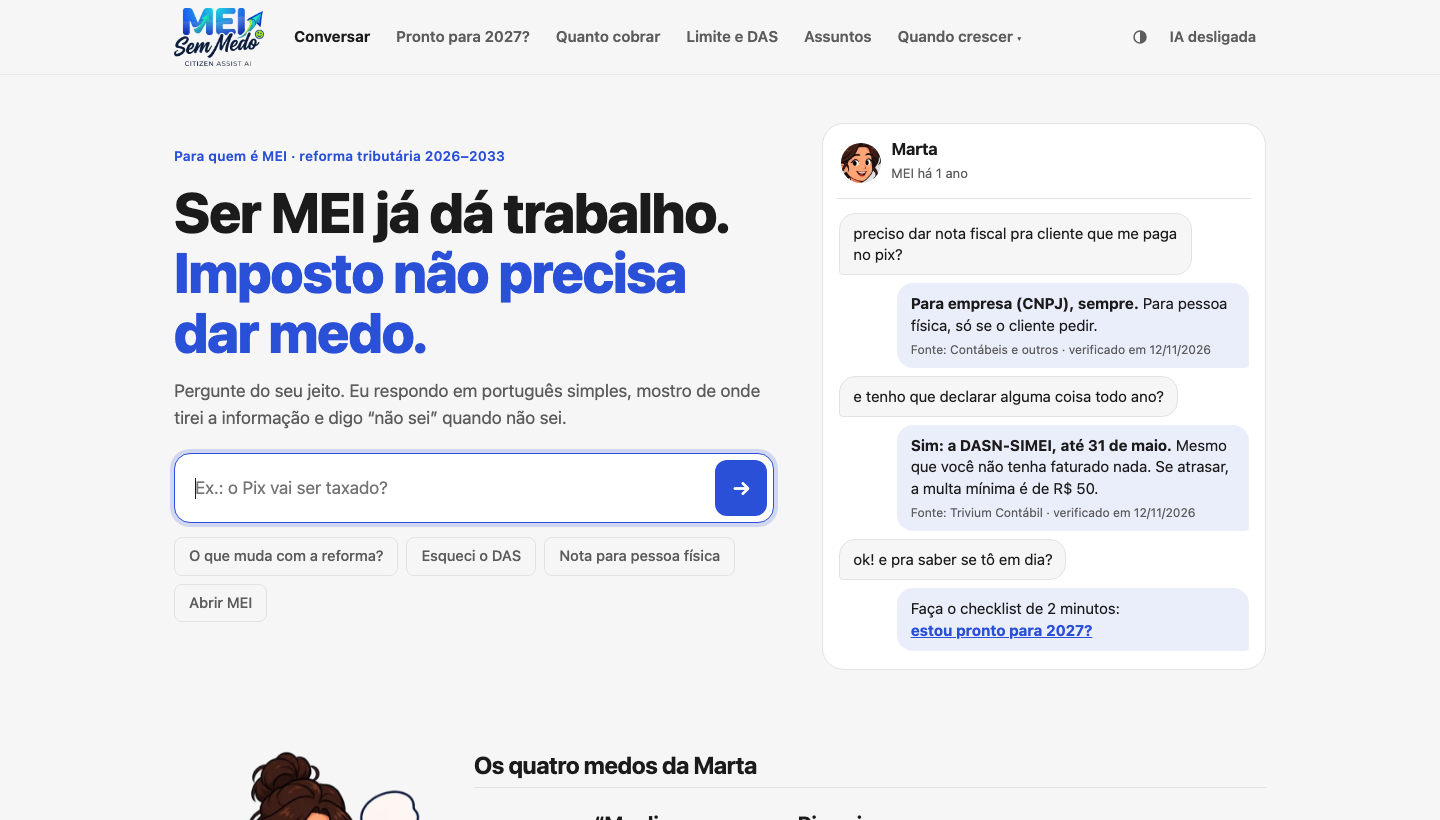 MEI
Sem Medo
CITIZEN ASSIST AI
Conversar
Pronto para 2027?
Quanto cobrar
Limite e DAS
Assuntos
Quando crescer
IA desligada
Para quem é MEI · reforma tributária 2026–2033
Ser MEI já dá trabalho.
Imposto não precisa
dar medo.
Pergunte do seu jeito. Eu respondo em português simples, mostro de onde
tirei a informação e digo “não sei” quando não sei.
Ex.: o Pix vai ser taxado?
O que muda com a reforma?
Esqueci o DAS
Nota para pessoa física
Abrir MEI
Marta
MEI há 1 ano
preciso dar nota fiscal pra cliente que me paga
no pix?
Para empresa (CNPJ), sempre. Para pessoa
física, só se o cliente pedir.
Fonte: Contábeis e outros · verificado em 12/11/2026
e tenho que declarar alguma coisa todo ano?
Sim: a DASN-SIMEI, até 31 de maio. Mesmo
que você não tenha faturado nada. Se atrasar,
a multa mínima é de R$ 50.
Fonte: Trivium Contábil · verificado em 12/11/2026
ok! e pra saber se tô em dia?
Faça o checklist de 2 minutos:
estou pronto para 2027?
Os quatro medos da Marta